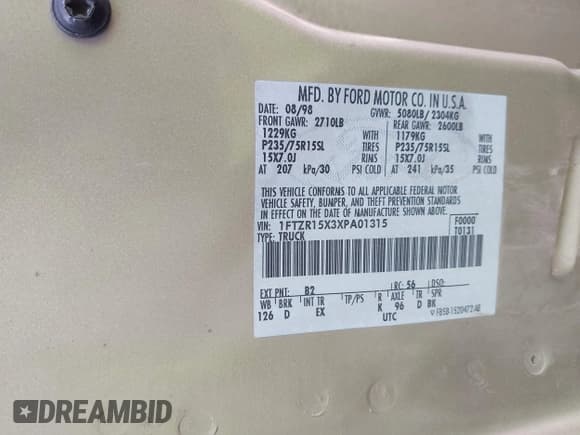 MFD. BY FORD MOTOR CO. IN U.S.A.
DATE: 08/98 GVWR: 5080LB/ 2304KG
FRONT GAWR: 2710LB REAR GAWR: 2600LB
1229KG WITH 1179KG WITH
P235/75R15SL TIRES P235/75R15SL TIRES
15X7.0J RIMS 15X7.0J RIMS
AT 207 kPa/30 PSI COLD AT 241 kPa/35 PSI COLD
THIS VEHICLE CONFORMS TO ALL APPLICABLE FEDERAL MOTOR
VEHICLE SAFETY, BUMPER, AND THEFT PREVENTION STANDARDS
IN EFFECT ON THE DATE OF MANUFACTURE SHOWN ABOVE.
VIN: 1FTZR15X3XPA01315 F0000
TYPE: TRUCK T0131
EXT PNT: B2 RC: 56 DSO:
WB BRK INT TR TP/PS R AXLE TR SPR
126 D EX K 96 D BK
UTC
DREAMBID